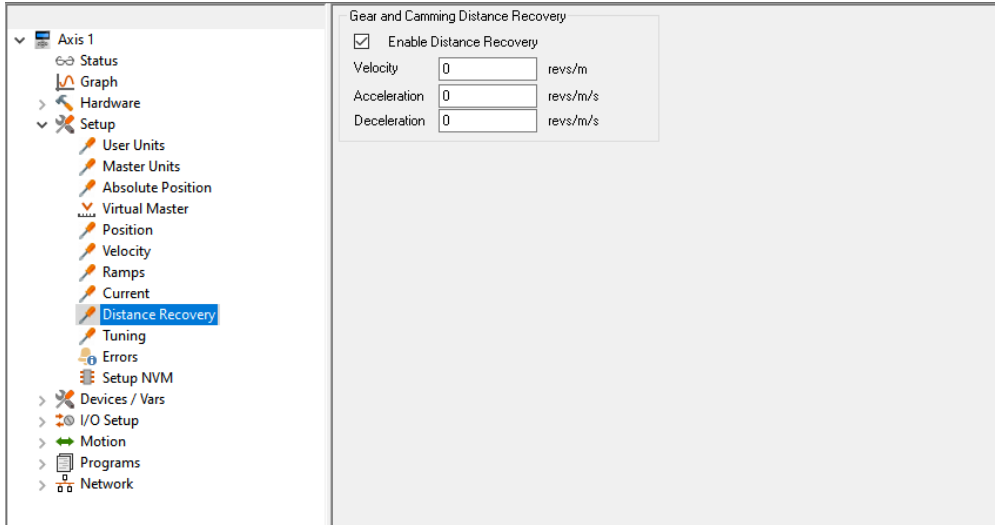 Axis 1
Status
Graph
Hardware
Setup
User Units
Master Units
Absolute Position
Virtual Master
Position
Velocity
Ramps
Current
Distance Recovery
Tuning
Errors
Setup NVM
Devices / Vars
I/O Setup
Motion
Programs
Network
Gear and Camming Distance Recovery
Enable Distance Recovery
Velocity 0 revs/m
Acceleration 0 revs/m/s
Deceleration 0 revs/m/s